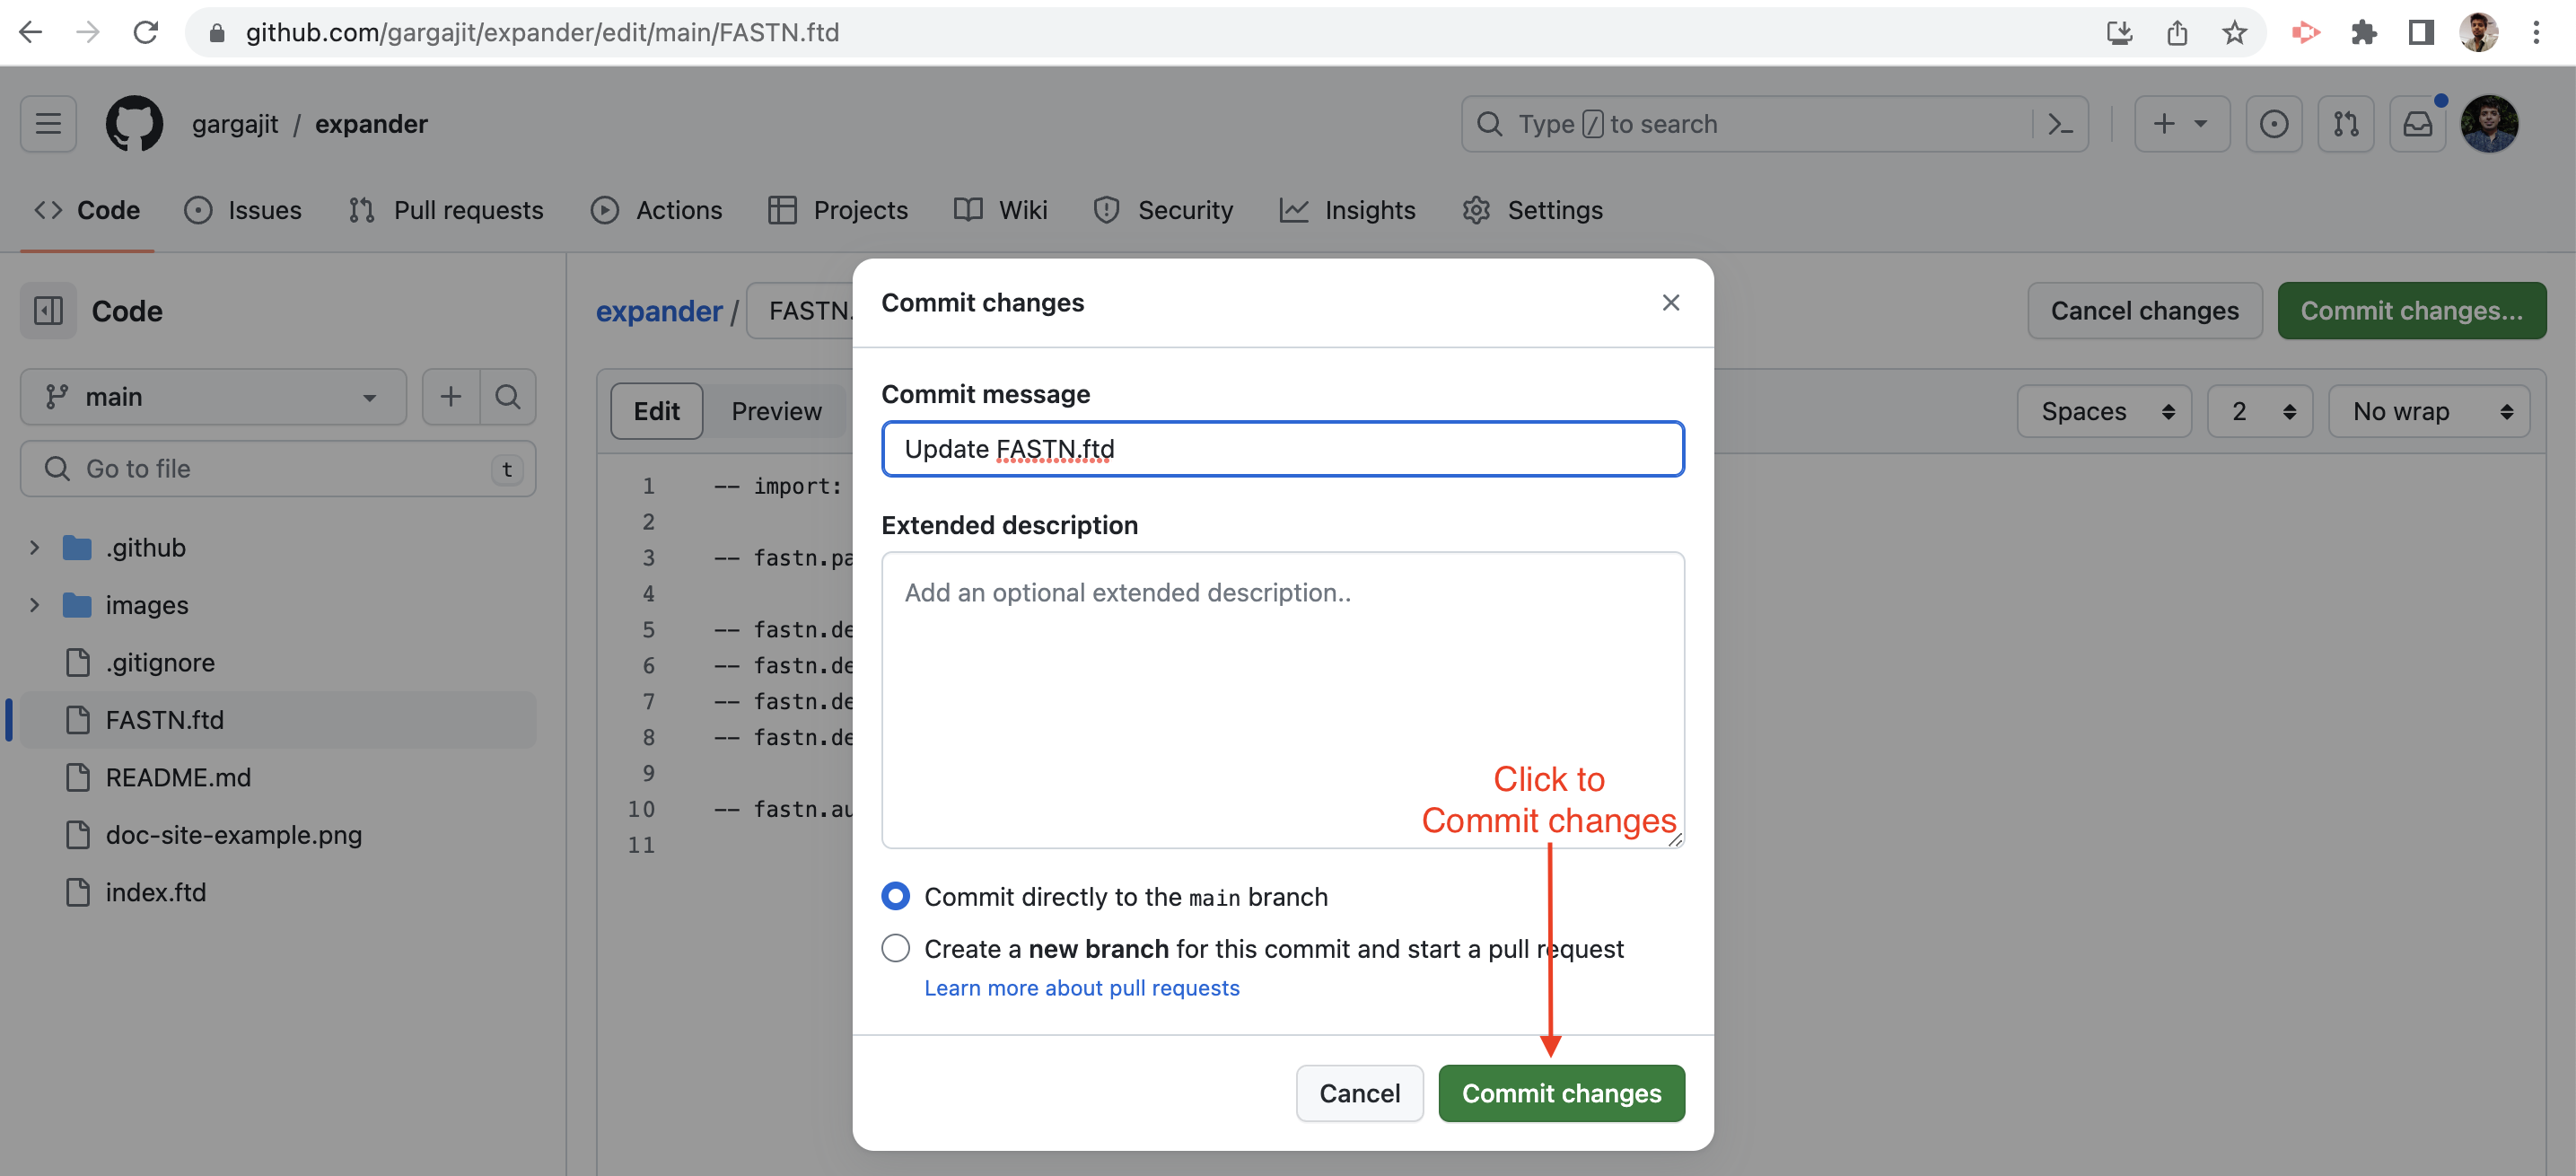 github.com/gargajit/expander/edit/main/FASTN.ftd
gargajit / expander
Type / to search
Code Issues Pull requests Actions Projects Wiki Security Insights Settings
Code
main
Go to file t
.github
images
.gitignore
FASTN.ftd
README.md
doc-site-example.png
index.ftd
expander / FASTN.
Cancel changes Commit changes...
Edit Preview
Spaces 2 No wrap
1 -- import:
2
3 -- fastn.pa
4
5 -- fastn.de
6 -- fastn.de
7 -- fastn.de
8 -- fastn.de
9
10 -- fastn.au
11
Commit changes
Commit message
Update FASTN.ftd
Extended description
Add an optional extended description..
Click to
Commit changes
Commit directly to the main branch
Create a new branch for this commit and start a pull request
Learn more about pull requests
Cancel Commit changes